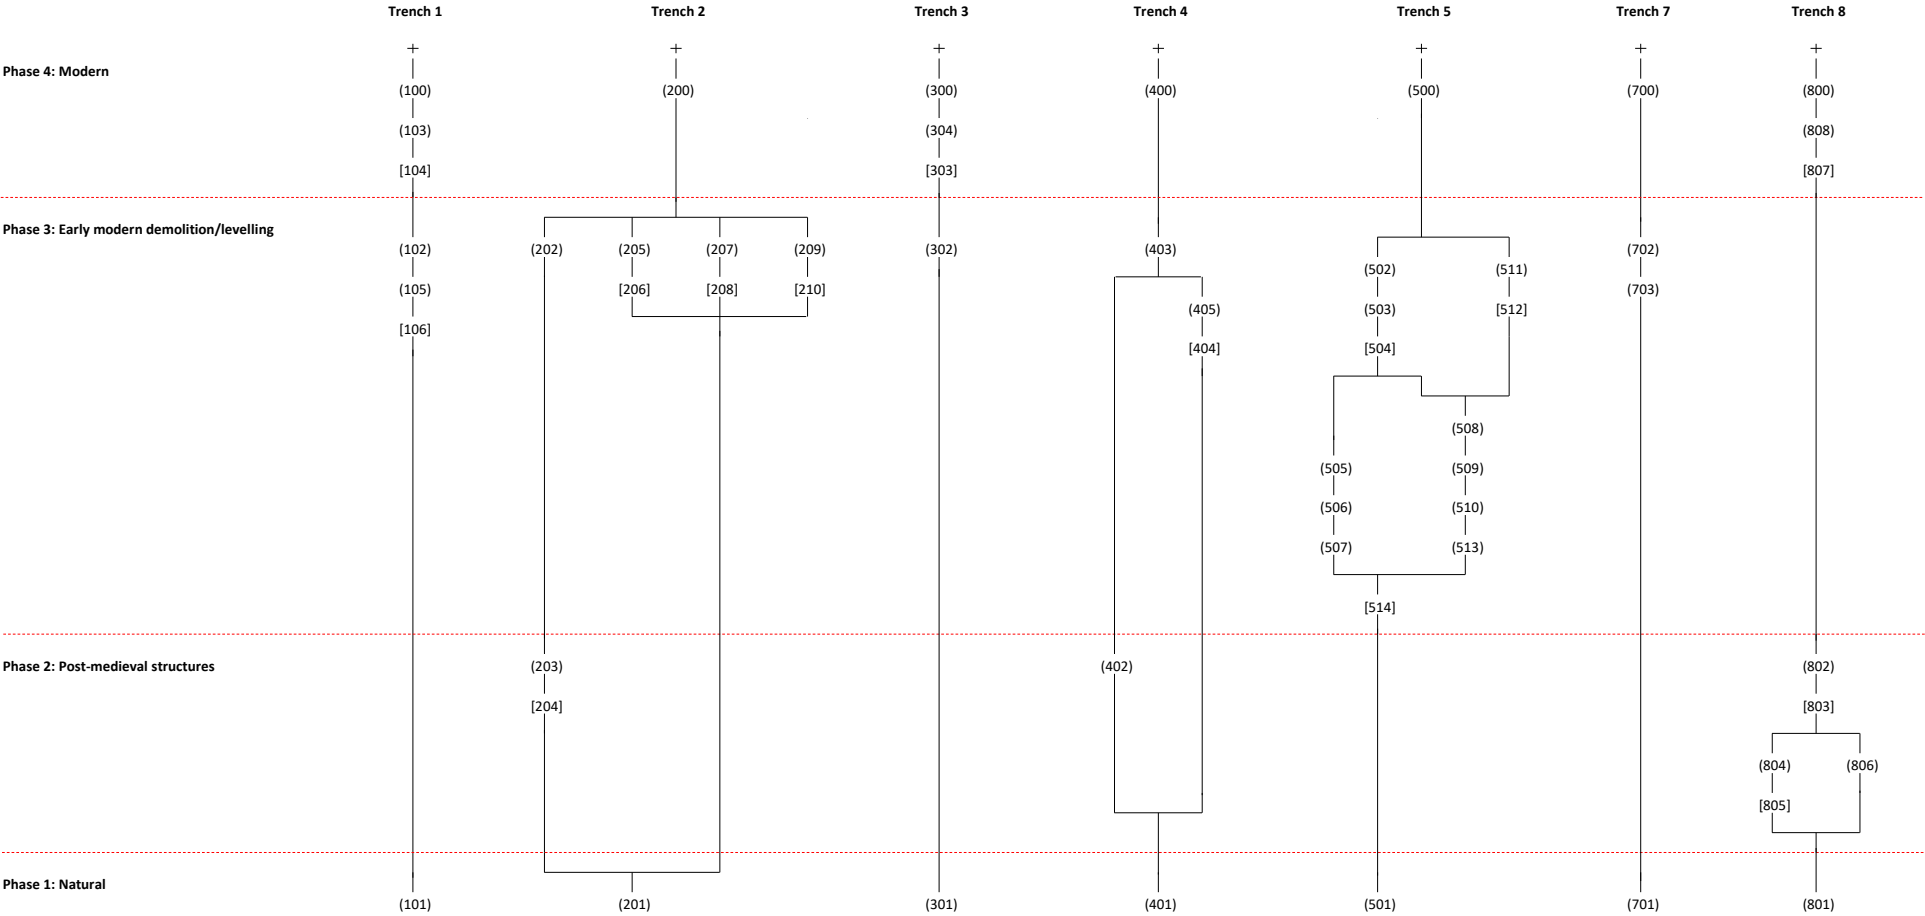 Trench 1 Trench 2 Trench 3 Trench 4 Trench 5 Trench 7 Trench 8
+ + + + + + +
Phase 4: Modern
(100) (200) (300) (400) (500) (700) (800)
(103) (304) (808)
[104] [303] [807]
Phase 3: Early modern demolition/levelling
(102) (202) (205) (207) (209) (302) (403) (702)
(502) (511)
(105) [206] [208] [210] (703)
(405) (503) [512]
[106]
[404] [504]
(508)
(505) (509)
(506) (510)
(507) (513)
[514]
Phase 2: Post-medieval structures (203) (402) (802)
[204] [803]
(804) (806)
[805]
Phase 1: Natural
(101) (201) (301) (401) (501) (701) (801)